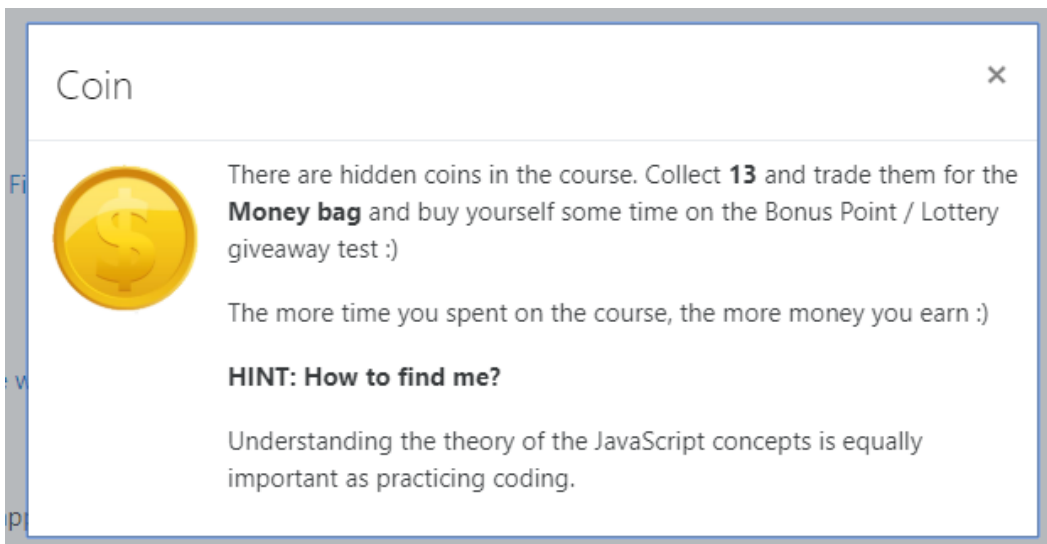 Coin
×
There are hidden coins in the course. Collect 13 and trade them for the
Money bag and buy yourself some time on the Bonus Point / Lottery
giveaway test :)
The more time you spent on the course, the more money you earn :)
HINT: How to find me?
Understanding the theory of the JavaScript concepts is equally
important as practicing coding.